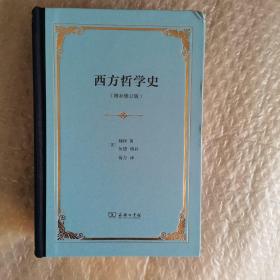 西方哲学史
（增补修订版）
〔美〕 梯利 著
伍德 增补
葛力 译
商务印书馆